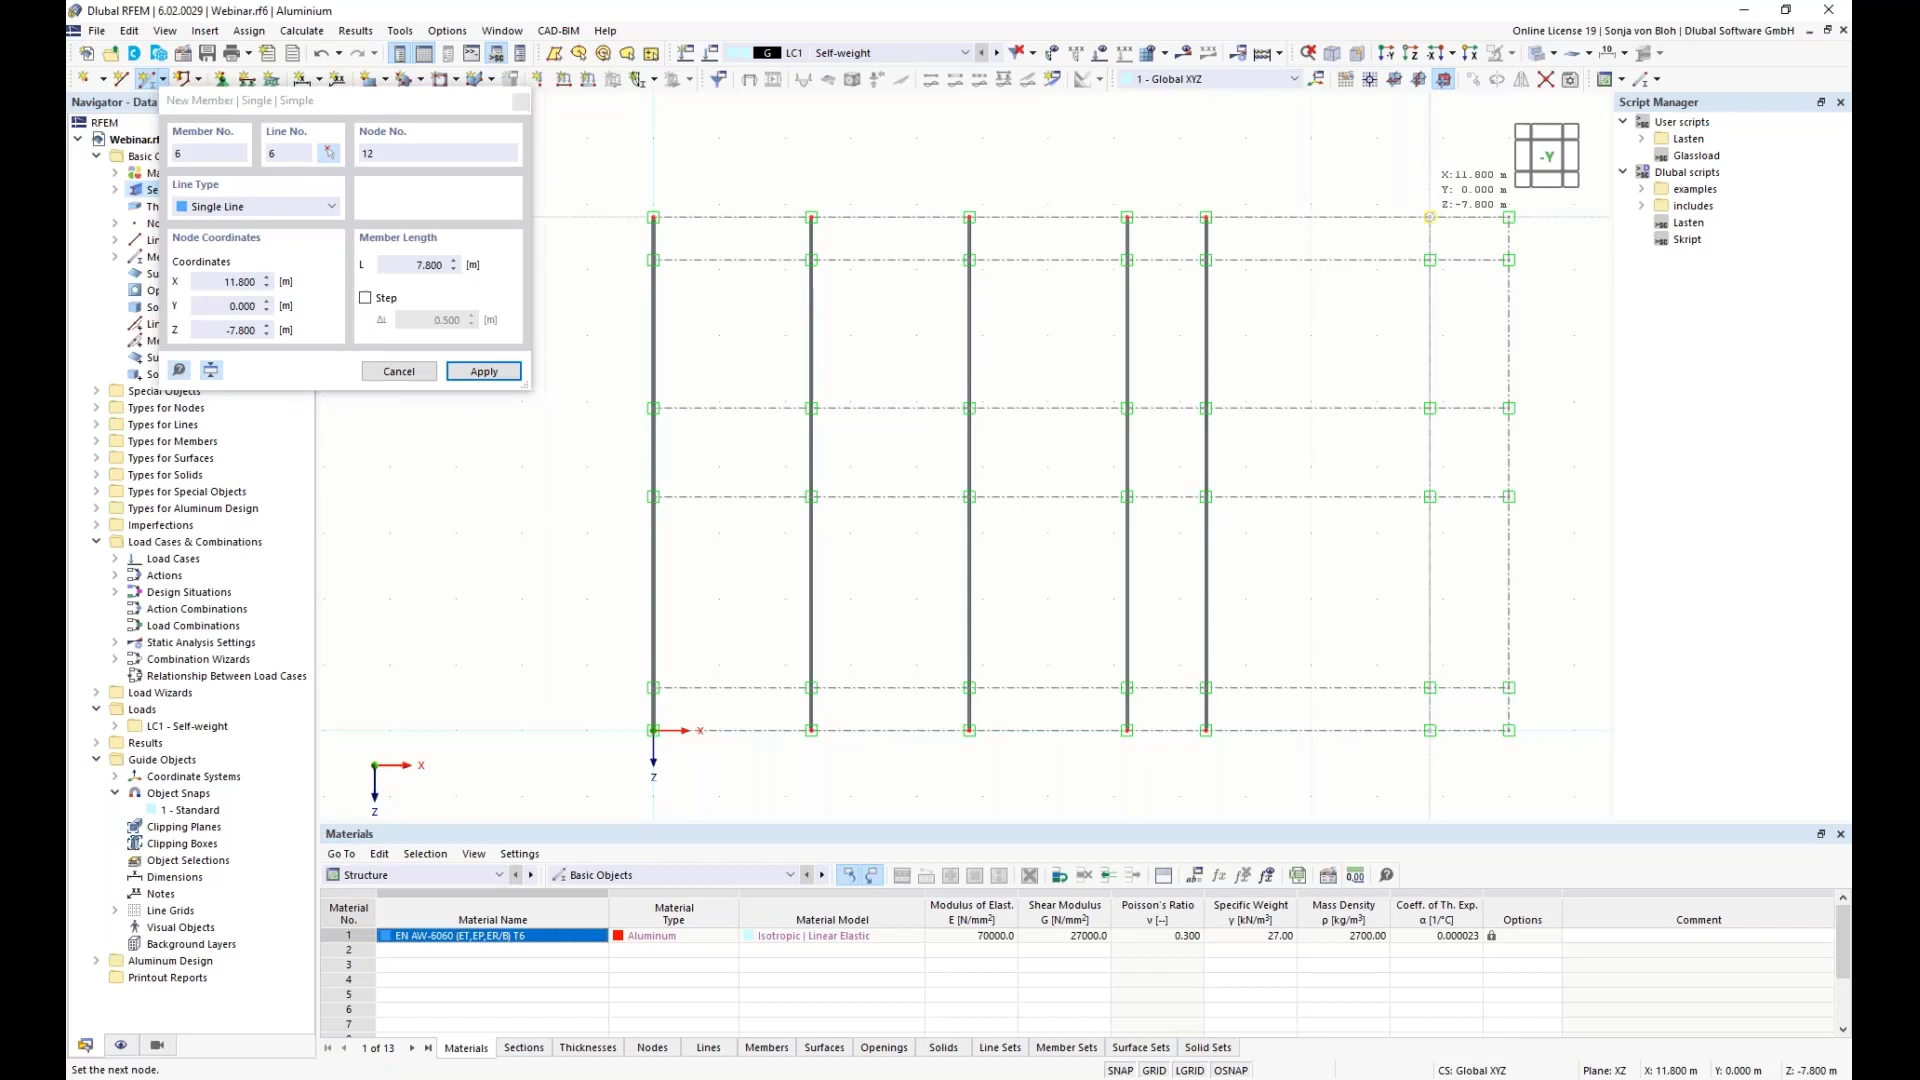 Dlubal RFEM | 6.02.0029 | Webinar.rf6 | Aluminium
File Edit View Insert Assign Calculate Results Tools Options Window CAD-BIM Help
Online License 19 | Sonja von Bloh | Dlubal Software GmbH
G LC1 Self-weight
1 - Global XYZ
Navigator - Data
RFEM
Webinar.rf
Basic
New Member | Single | Simple
Member No.
Line No.
Node No.
6
6
12
Line Type
Single Line
Node Coordinates
Member Length
Coordinates
X 11.800 [m]
Y 0.000 [m]
Z -7.800 [m]
L 7.800 [m]
Step
ΔL 0.500 [m]
Cancel
Apply
Special Objects
Types for Nodes
Types for Lines
Types for Members
Types for Surfaces
Types for Solids
Types for Special Objects
Types for Aluminum Design
Imperfections
Load Cases & Combinations
Load Cases
Actions
Design Situations
Action Combinations
Load Combinations
Static Analysis Settings
Combination Wizards
Relationship Between Load Cases
Load Wizards
Loads
LC1 - Self-weight
Results
Guide Objects
Coordinate Systems
Object Snaps
1 - Standard
Clipping Planes
Clipping Boxes
Object Selections
Dimensions
Notes
Line Grids
Visual Objects
Background Layers
Aluminum Design
Printout Reports
X:11.800 m
Y: 0.000 m
Z:-7.800 m
-Y
X
Z
X
Z
Script Manager
User scripts
Lasten
Glassload
Dlubal scripts
examples
includes
Lasten
Skript
Materials
Go To Edit Selection View Settings
Structure
Basic Objects
Material No. Material Name Material Type Material Model Modulus of Elast. E [N/mm²] Shear Modulus G [N/mm²] Poisson's Ratio ν [--] Specific Weight γ [kN/m³] Mass Density ρ [kg/m³] Coeff. of Th. Exp. α [1/°C] Options Comment
1 EN AW-6060 (ET,EP,ER/B) T6 Aluminum Isotropic | Linear Elastic 70000.0 27000.0 0.300 27.00 2700.00 0.000023
2
3
4
5
6
7
1 of 13 Materials Sections Thicknesses Nodes Lines Members Surfaces Openings Solids Line Sets Member Sets Surface Sets Solid Sets
Set the next node.
SNAP GRID LGRID OSNAP
CS: Global XYZ
Plane: XZ X: 11.800 m Y: 0.000 m Z: -7.800 m